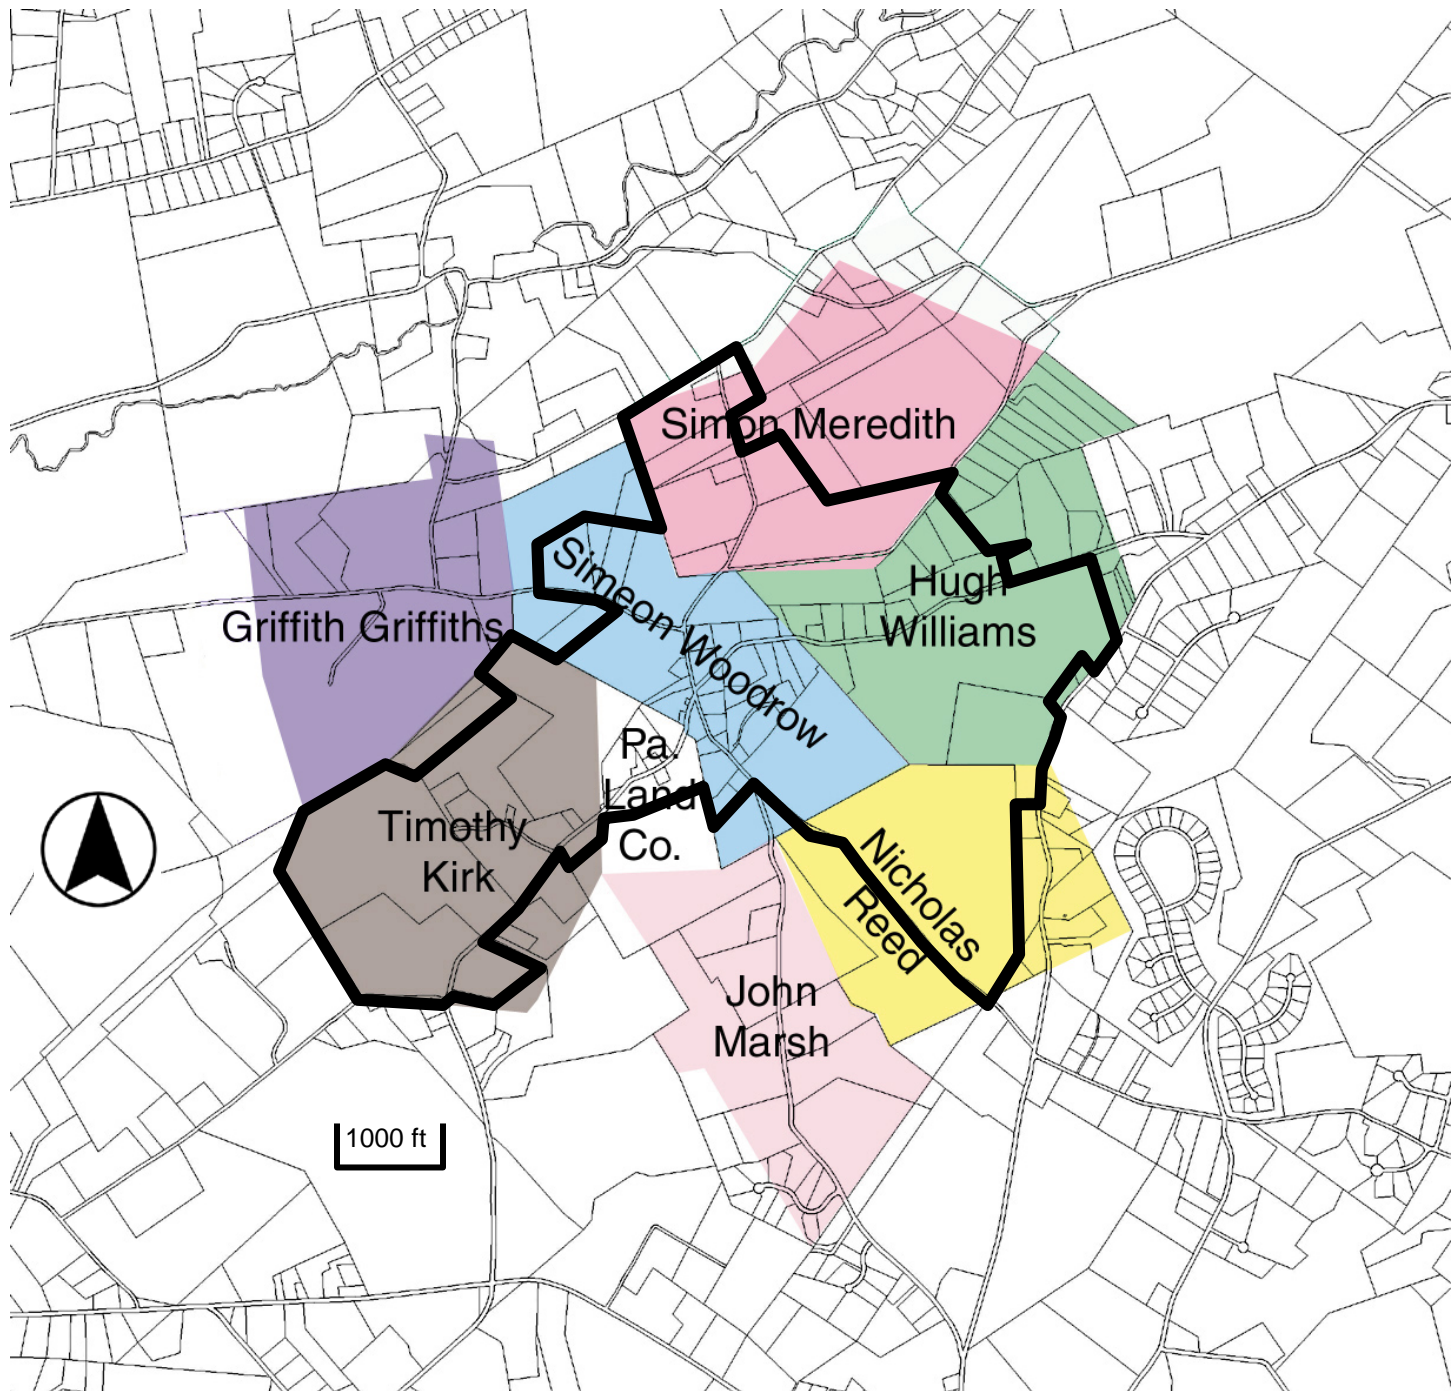 Simon Meredith
Simeon Woodrow
Hugh
Williams
Griffith Griffiths
Pa.
Land
Co.
Timothy
Kirk
Nicholas
Reed
John
Marsh
1000 ft